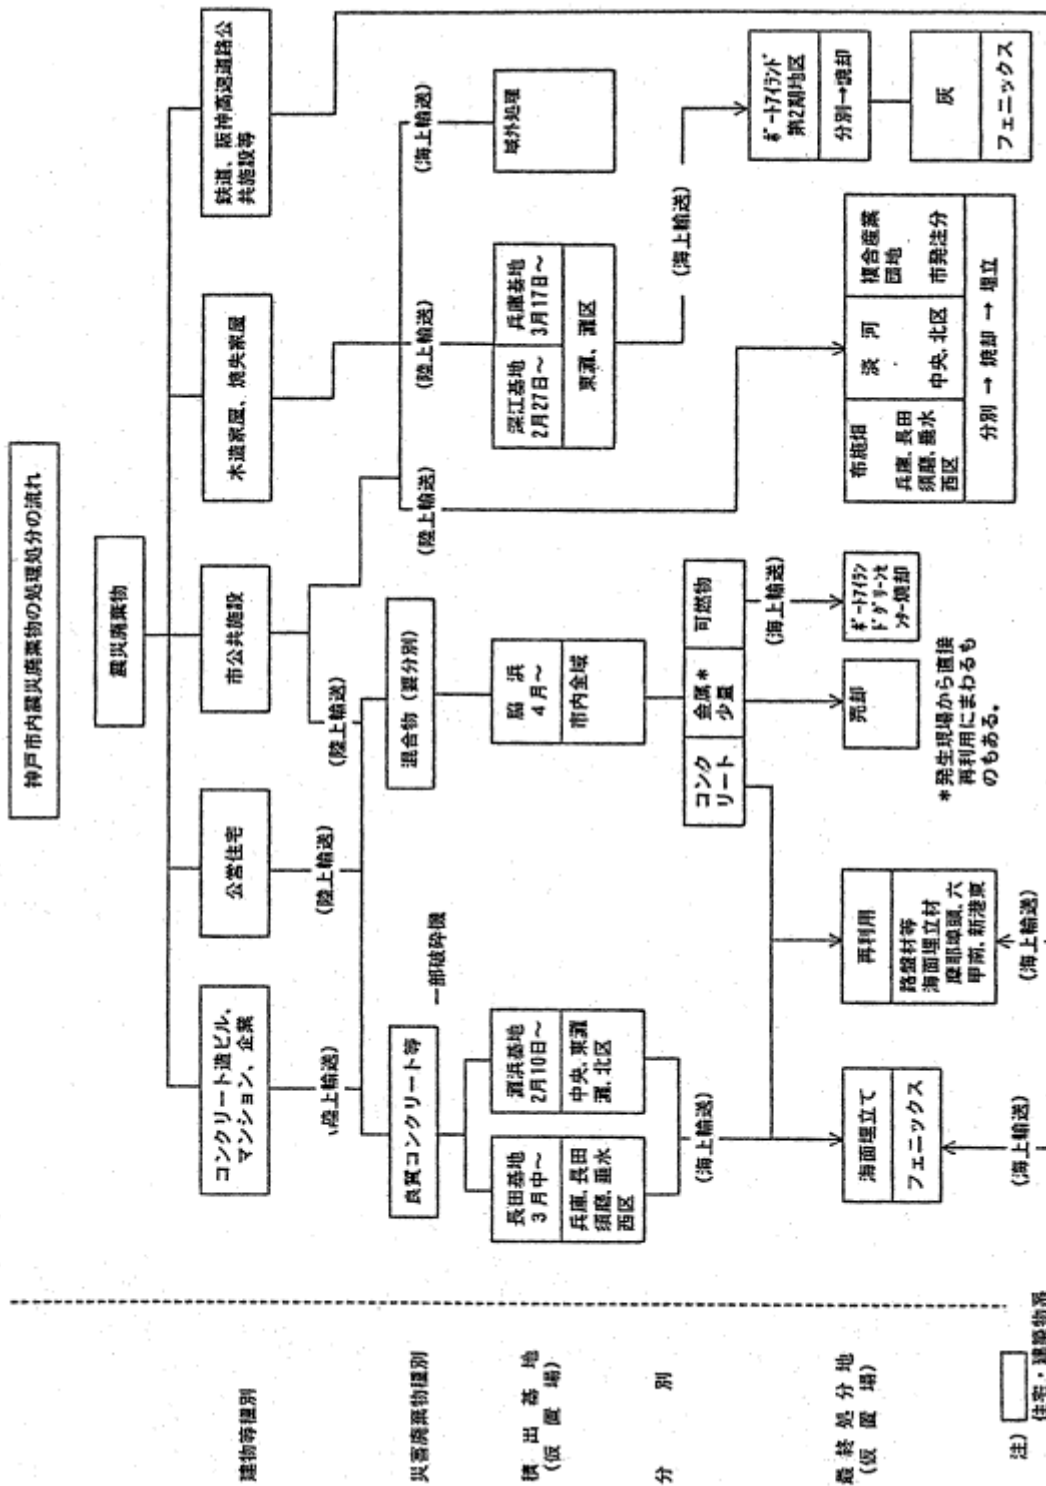 神戸市内震災廃棄物の処理処分の流れ
震災廃棄物
建物等種別
コンクリート造ビル、
マンション、企業
公営住宅
市公共施設
木造家屋、焼失家屋
鉄道、阪神高速道路公
共施設等
(陸上輸送)
(陸上輸送)
(陸上輸送)
(陸上輸送)
(陸上輸送)
(海上輸送)
災害廃棄物種別
良質コンクリート等
一部破砕機
混合物(要分別)
積出基地
(仮置場)
長田基地
3月中~
兵庫、長田
須磨、垂水
西区
灘浜基地
2月10日~
中央、東灘
灘、北区
脇浜
4月~
市内全域
深江基地
2月27日~
兵庫基地
3月17日~
東灘、灘区
域外処理
分別
(海上輸送)
コンク
リート
金属*
少量
可燃物
(海上輸送)
(海上輸送)
最終処分地
(仮置場)
海面埋立て
フェニックス
再利用
路盤材等
海面埋立材
摩耶埠頭、六
甲南、新港東
売却
ポートアイラン
ドクリーンセ
ンター焼却
*発生現場から直接
再利用にまわるも
のもある。
布施畑
兵庫、長田
須磨、垂水
西区
淡河
中央、北区
複合産業
団地
市発注分
分別→焼却→埋立
ポートアイランド
第2期地区
分別→焼却
灰
フェニックス
(海上輸送)
(海上輸送)
注)
住宅・建築物系